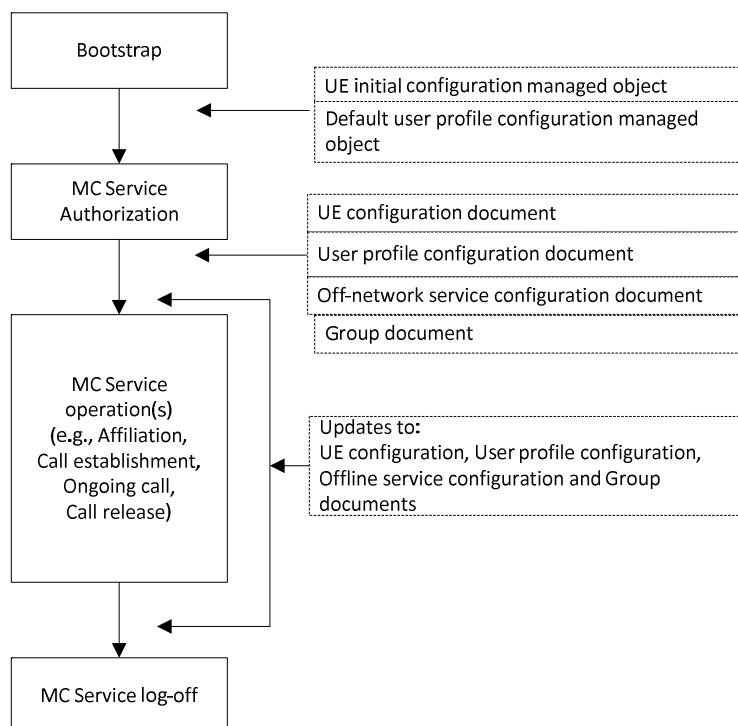 Bootstrap
UE initial configuration managed object
Default user profile configuration managed
object
MC Service
Authorization
UE configuration document
User profile configuration document
Off-network service configuration document
Group document
MC Service
operation(s)
(e.g., Affiliation,
Call establishment,
Ongoing call,
Call release)
Updates to:
UE configuration, User profile configuration,
Offline service configuration and Group
documents
MC Service log-off